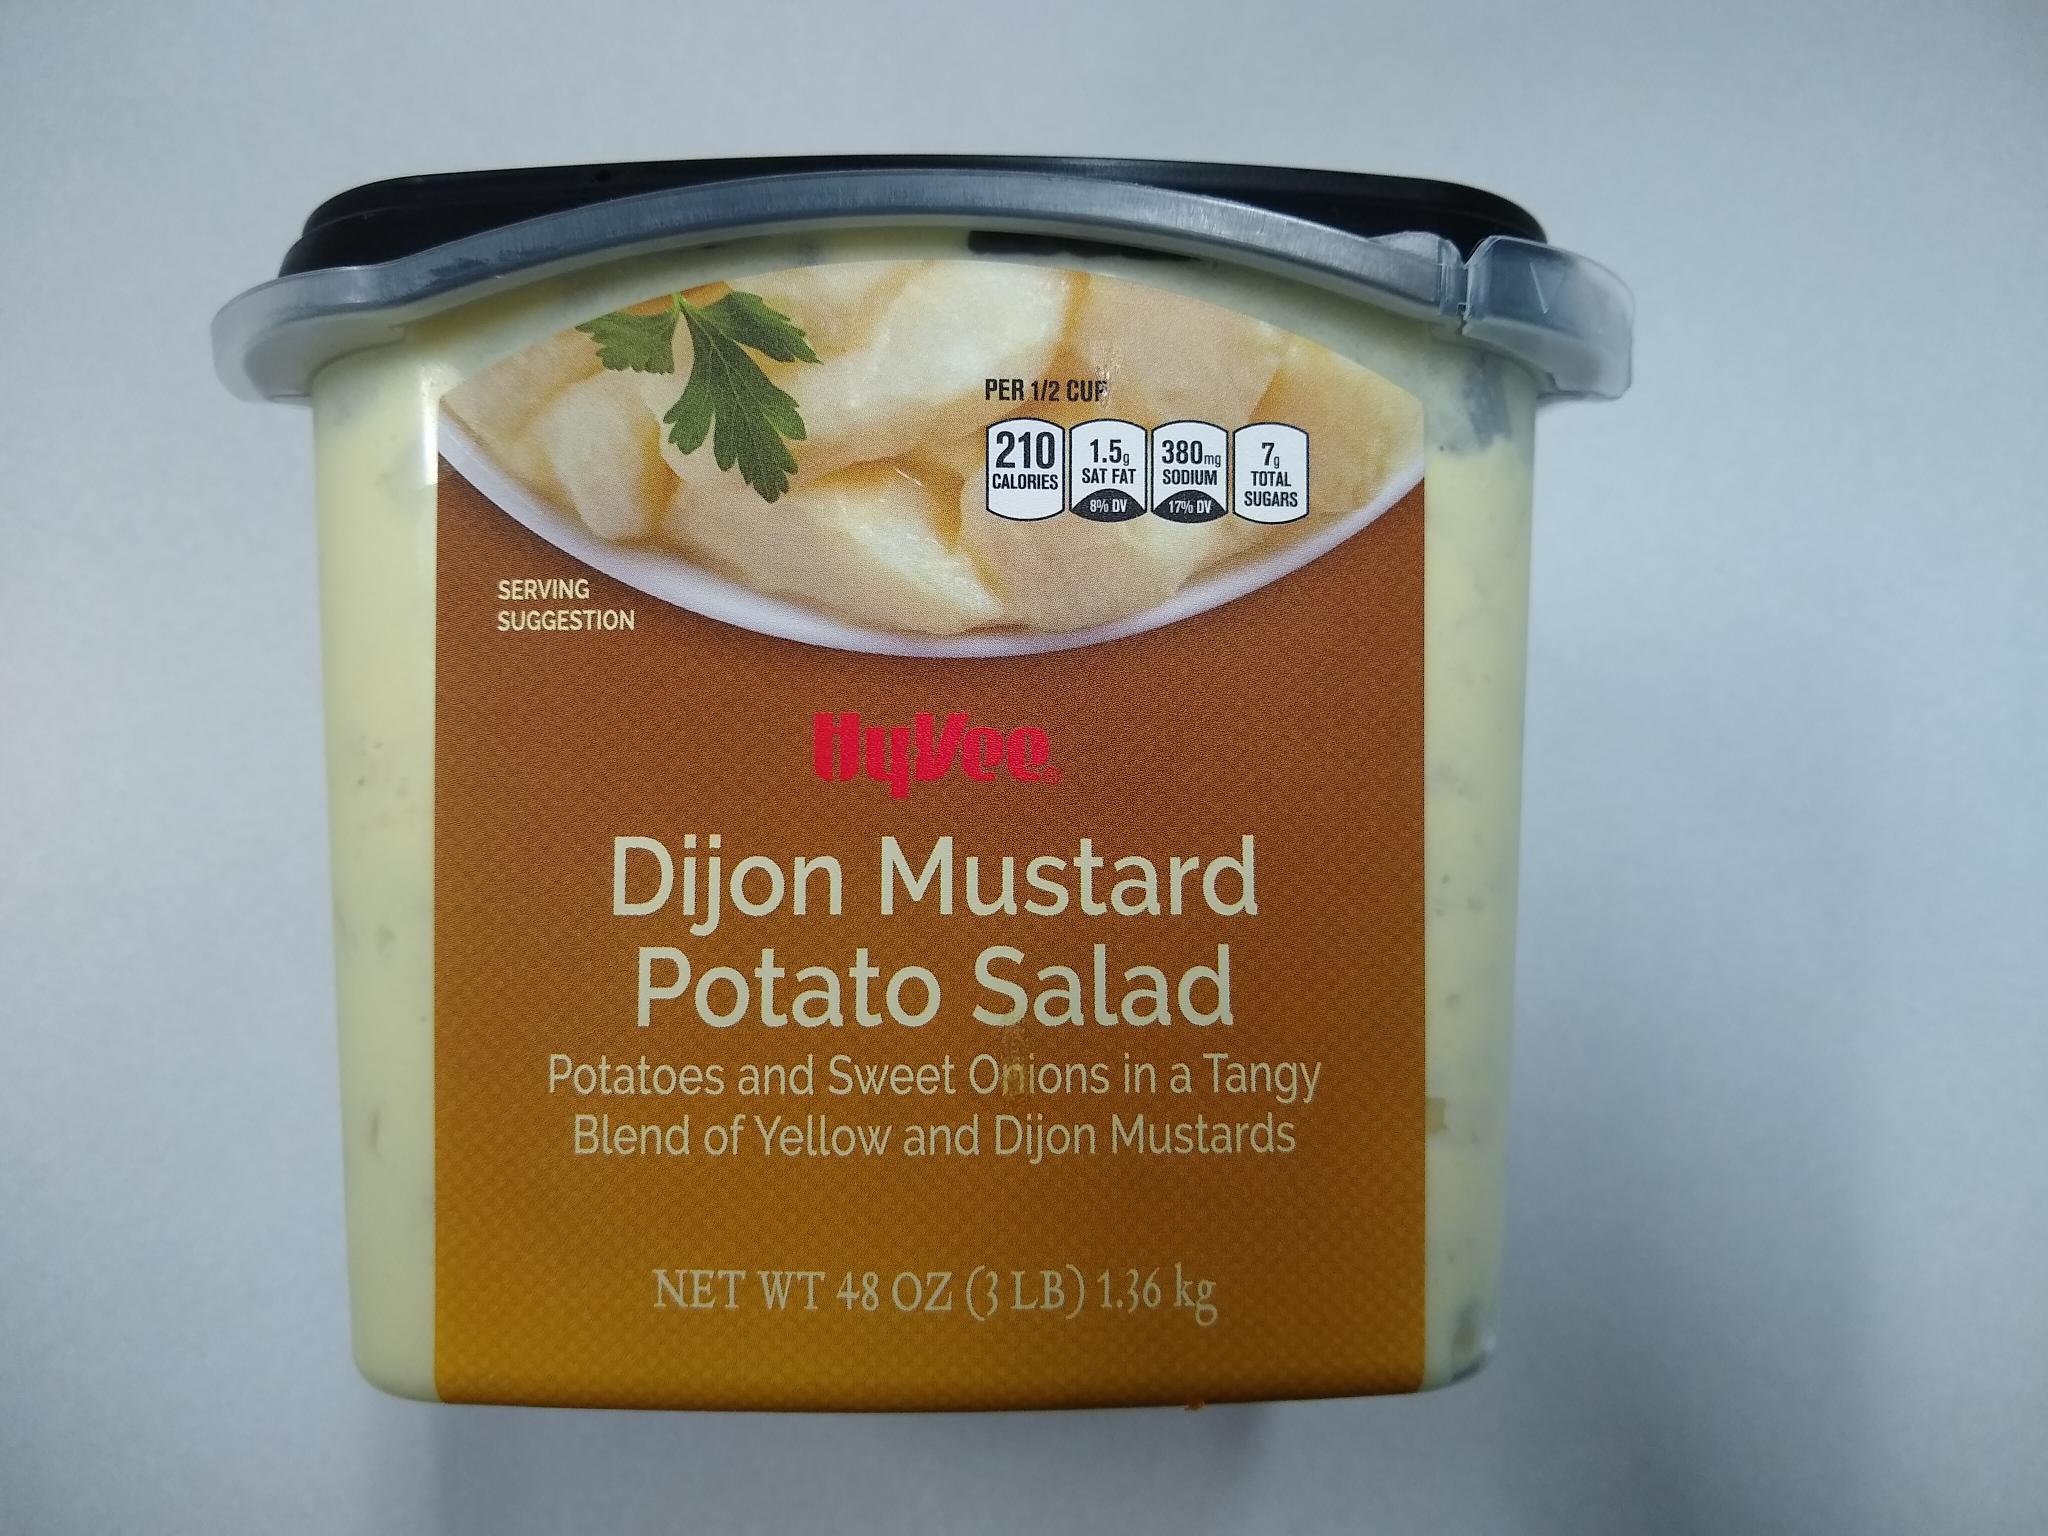 PER 1/2 CUP
210 CALORIES
1.5g SAT FAT 8% DV
380mg SODIUM 17% DV
7g TOTAL SUGARS
SERVING
SUGGESTION
HyVee®
Dijon Mustard
Potato Salad
Potatoes and Sweet Onions in a Tangy
Blend of Yellow and Dijon Mustards
NET WT 48 OZ (3 LB) 1.36 kg